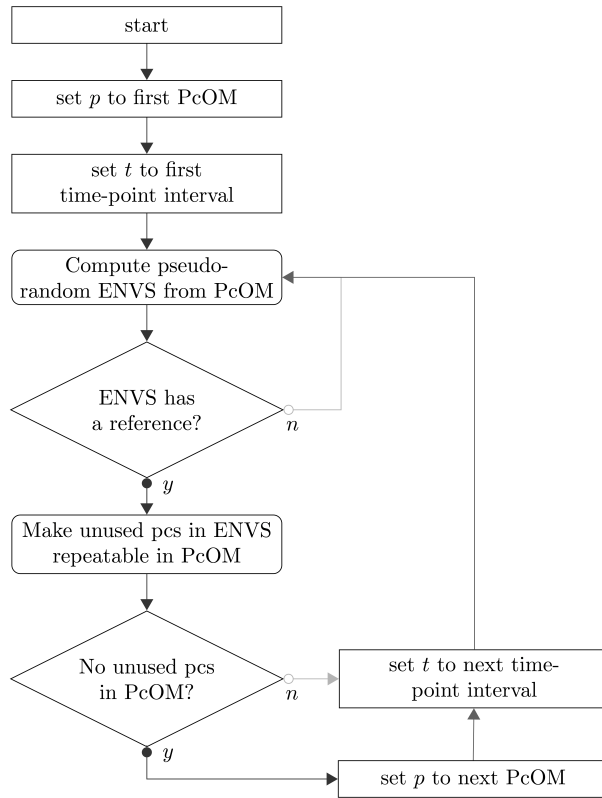 start
set p to first PcOM
set t to first
time-point interval
Compute pseudo-
random ENVS from PcOM
ENVS has
a reference?
n
y
Make unused pcs in ENVS
repeatable in PcOM
No unused pcs
in PcOM?
n
set t to next time-
point interval
y
set p to next PcOM